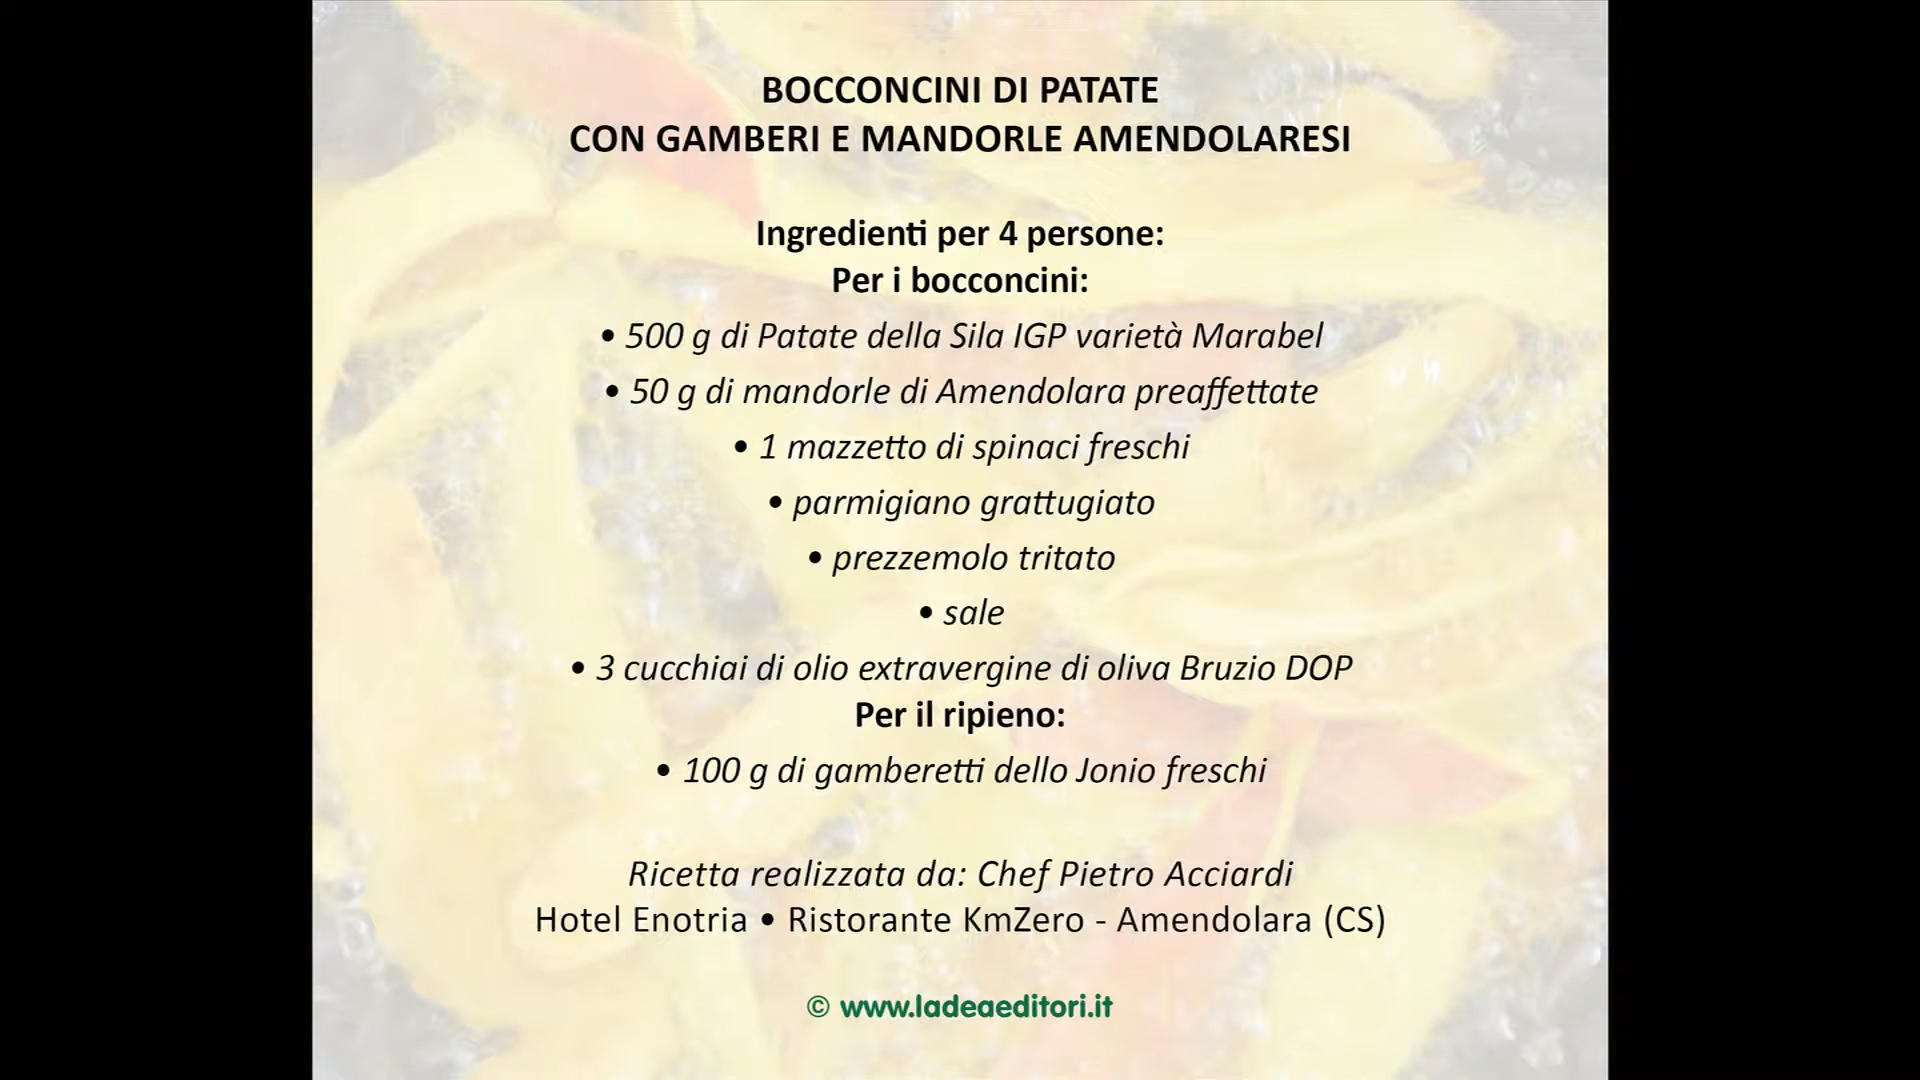 BOCCONCINI DI PATATE
CON GAMBERI E MANDORLE AMENDOLARESI
Ingredienti per 4 persone:
Per i bocconcini:
• 500 g di Patate della Sila IGP varietà Marabel
• 50 g di mandorle di Amendolara preaffettate
• 1 mazzetto di spinaci freschi
• parmigiano grattugiato
• prezzemolo tritato
• sale
• 3 cucchiai di olio extravergine di oliva Bruzio DOP
Per il ripieno:
• 100 g di gamberetti dello Jonio freschi
Ricetta realizzata da: Chef Pietro Acciardi
Hotel Enotria • Ristorante KmZero - Amendolara (CS)
© www.ladeaeditori.it